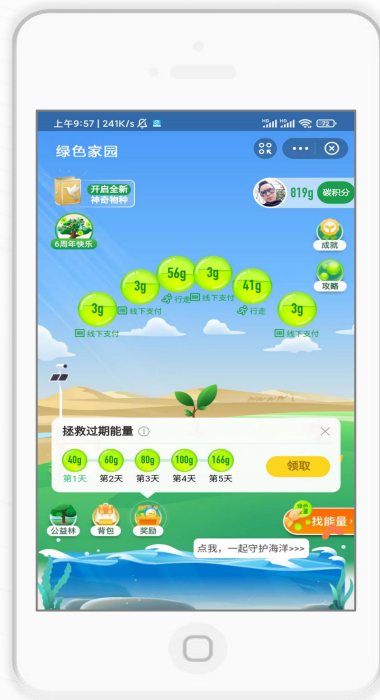 上午9:57 | 241K/s
HD HD 72
绿色家园
开启全新
神奇物种
819g 碳积分
6周年快乐
成就
56g 3g
3g 41g
攻略
行走 线下支付
3g 3g
线下支付 行走
线下支付 线下支付
拯救过期能量
40g 60g 80g 100g 166g
第1天 第2天 第3天 第4天 第5天
领取
找能量
公益林 背包 奖励
点我，一起守护海洋>>>